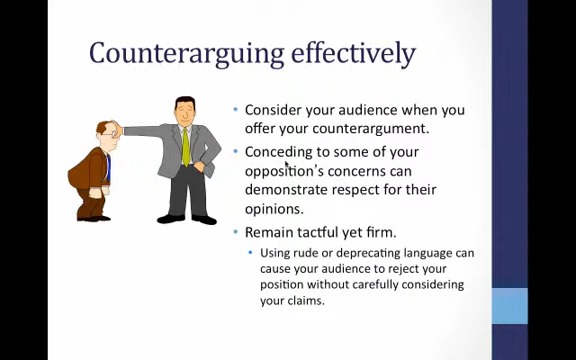 Counterarguing effectively
• Consider your audience when you
offer your counterargument.
• Conceding to some of your
opposition's concerns can
demonstrate respect for their
opinions.
• Remain tactful yet firm.
• Using rude or deprecating language can
cause your audience to reject your
position without carefully considering
your claims.